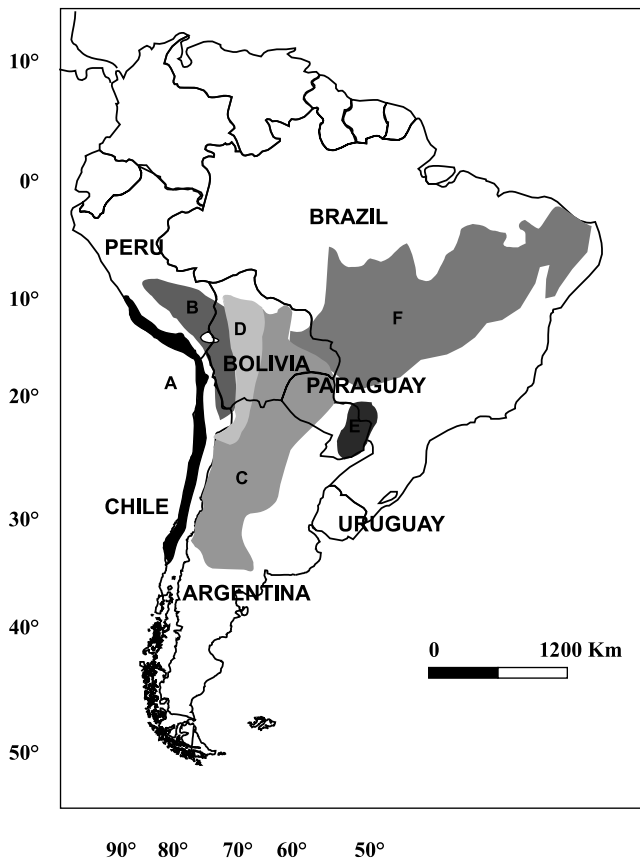 10°
0°
BRAZIL
PERU
10°
B
D
F
BOLIVIA
A
PARAGUAY
20°
E
C
CHILE
30°
URUGUAY
ARGENTINA
40°
0 1200 Km
50°
90° 80° 70° 60° 50°